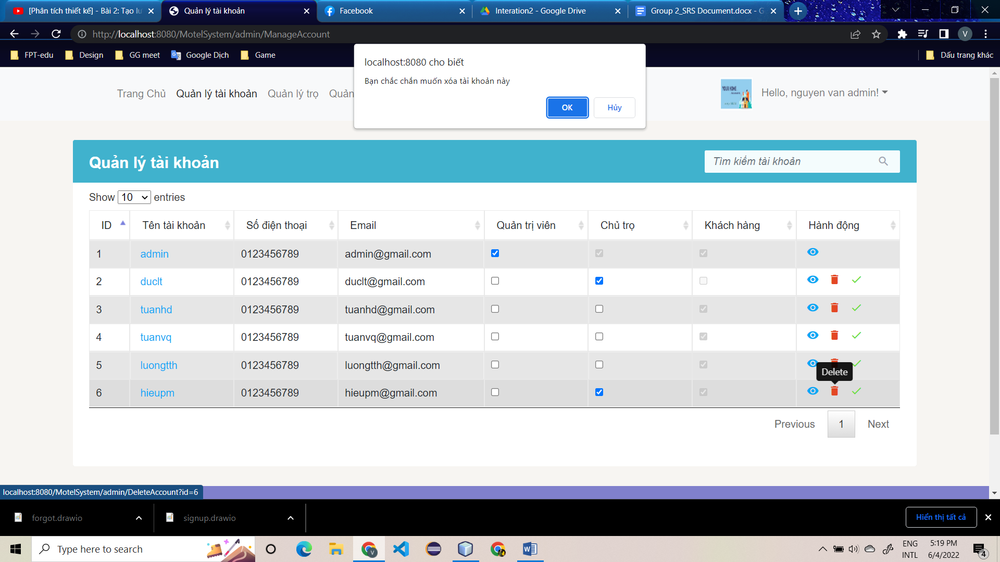 [Phân tích thiết kế] - Bài 2: Tạo lư
Quản lý tài khoản
Facebook
Interation2 - Google Drive
Group 2_SRS Document.docx - G
http://localhost:8080/MotelSystem/admin/ManageAccount
V
FPT-edu
Design
GG meet
Google Dịch
Game
Dấu trang khác
localhost:8080 cho biết
Bạn chắc chắn muốn xóa tài khoản này
OK
Hủy
Trang Chủ
Quản lý tài khoản
Quản lý trọ
Quản
YOUR HOME
Hello, nguyen van admin!
Quản lý tài khoản
Tìm kiếm tài khoản
Show 10 entries
ID Tên tài khoản Số điện thoại Email Quản trị viên Chủ trọ Khách hàng Hành động
1 admin 0123456789 admin@gmail.com
2 duclt 0123456789 duclt@gmail.com
3 tuanhd 0123456789 tuanhd@gmail.com
4 tuanvq 0123456789 tuanvq@gmail.com
5 luongtth 0123456789 luongtth@gmail.com
Delete
6 hieupm 0123456789 hieupm@gmail.com
Previous 1 Next
localhost:8080/MotelSystem/admin/DeleteAccount?id=6
forgot.drawio
signup.drawio
Hiển thị tất cả
Type here to search
V
W
ENG
INTL
5:19 PM
6/4/2022
4